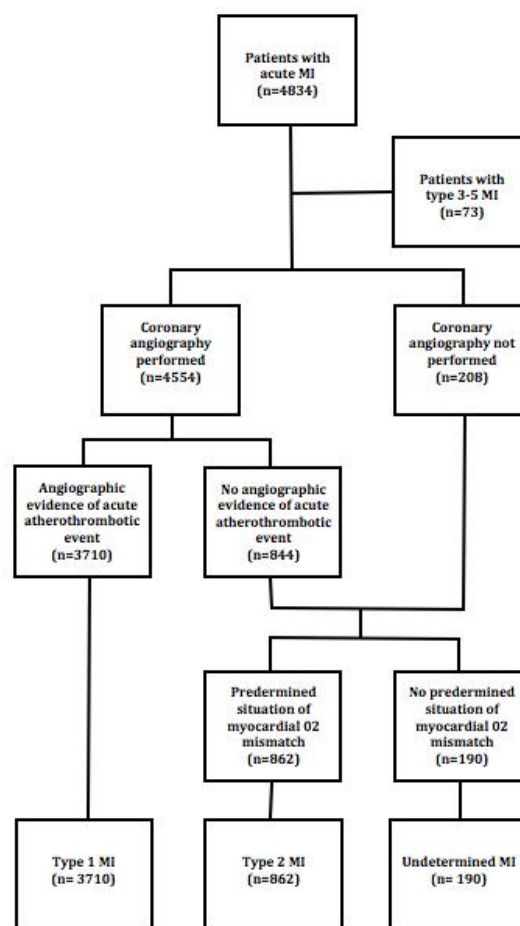 Patients with
acute MI
(n=4834)
Patients with
type 3-5 MI
(n=73)
Coronary
angiography
performed
(n=4554)
Coronary
angiography not
performed
(n=208)
Angiographic
evidence of acute
atherothrombotic
event
(n=3710)
No angiographic
evidence of acute
atherothrombotic
event
(n=844)
Predermined
situation of
myocardial 02
mismatch
(n=862)
No predermined
situation of
myocardial 02
mismatch
(n=190)
Type 1 MI
(n= 3710)
Type 2 MI
(n=862)
Undetermined MI
(n= 190)